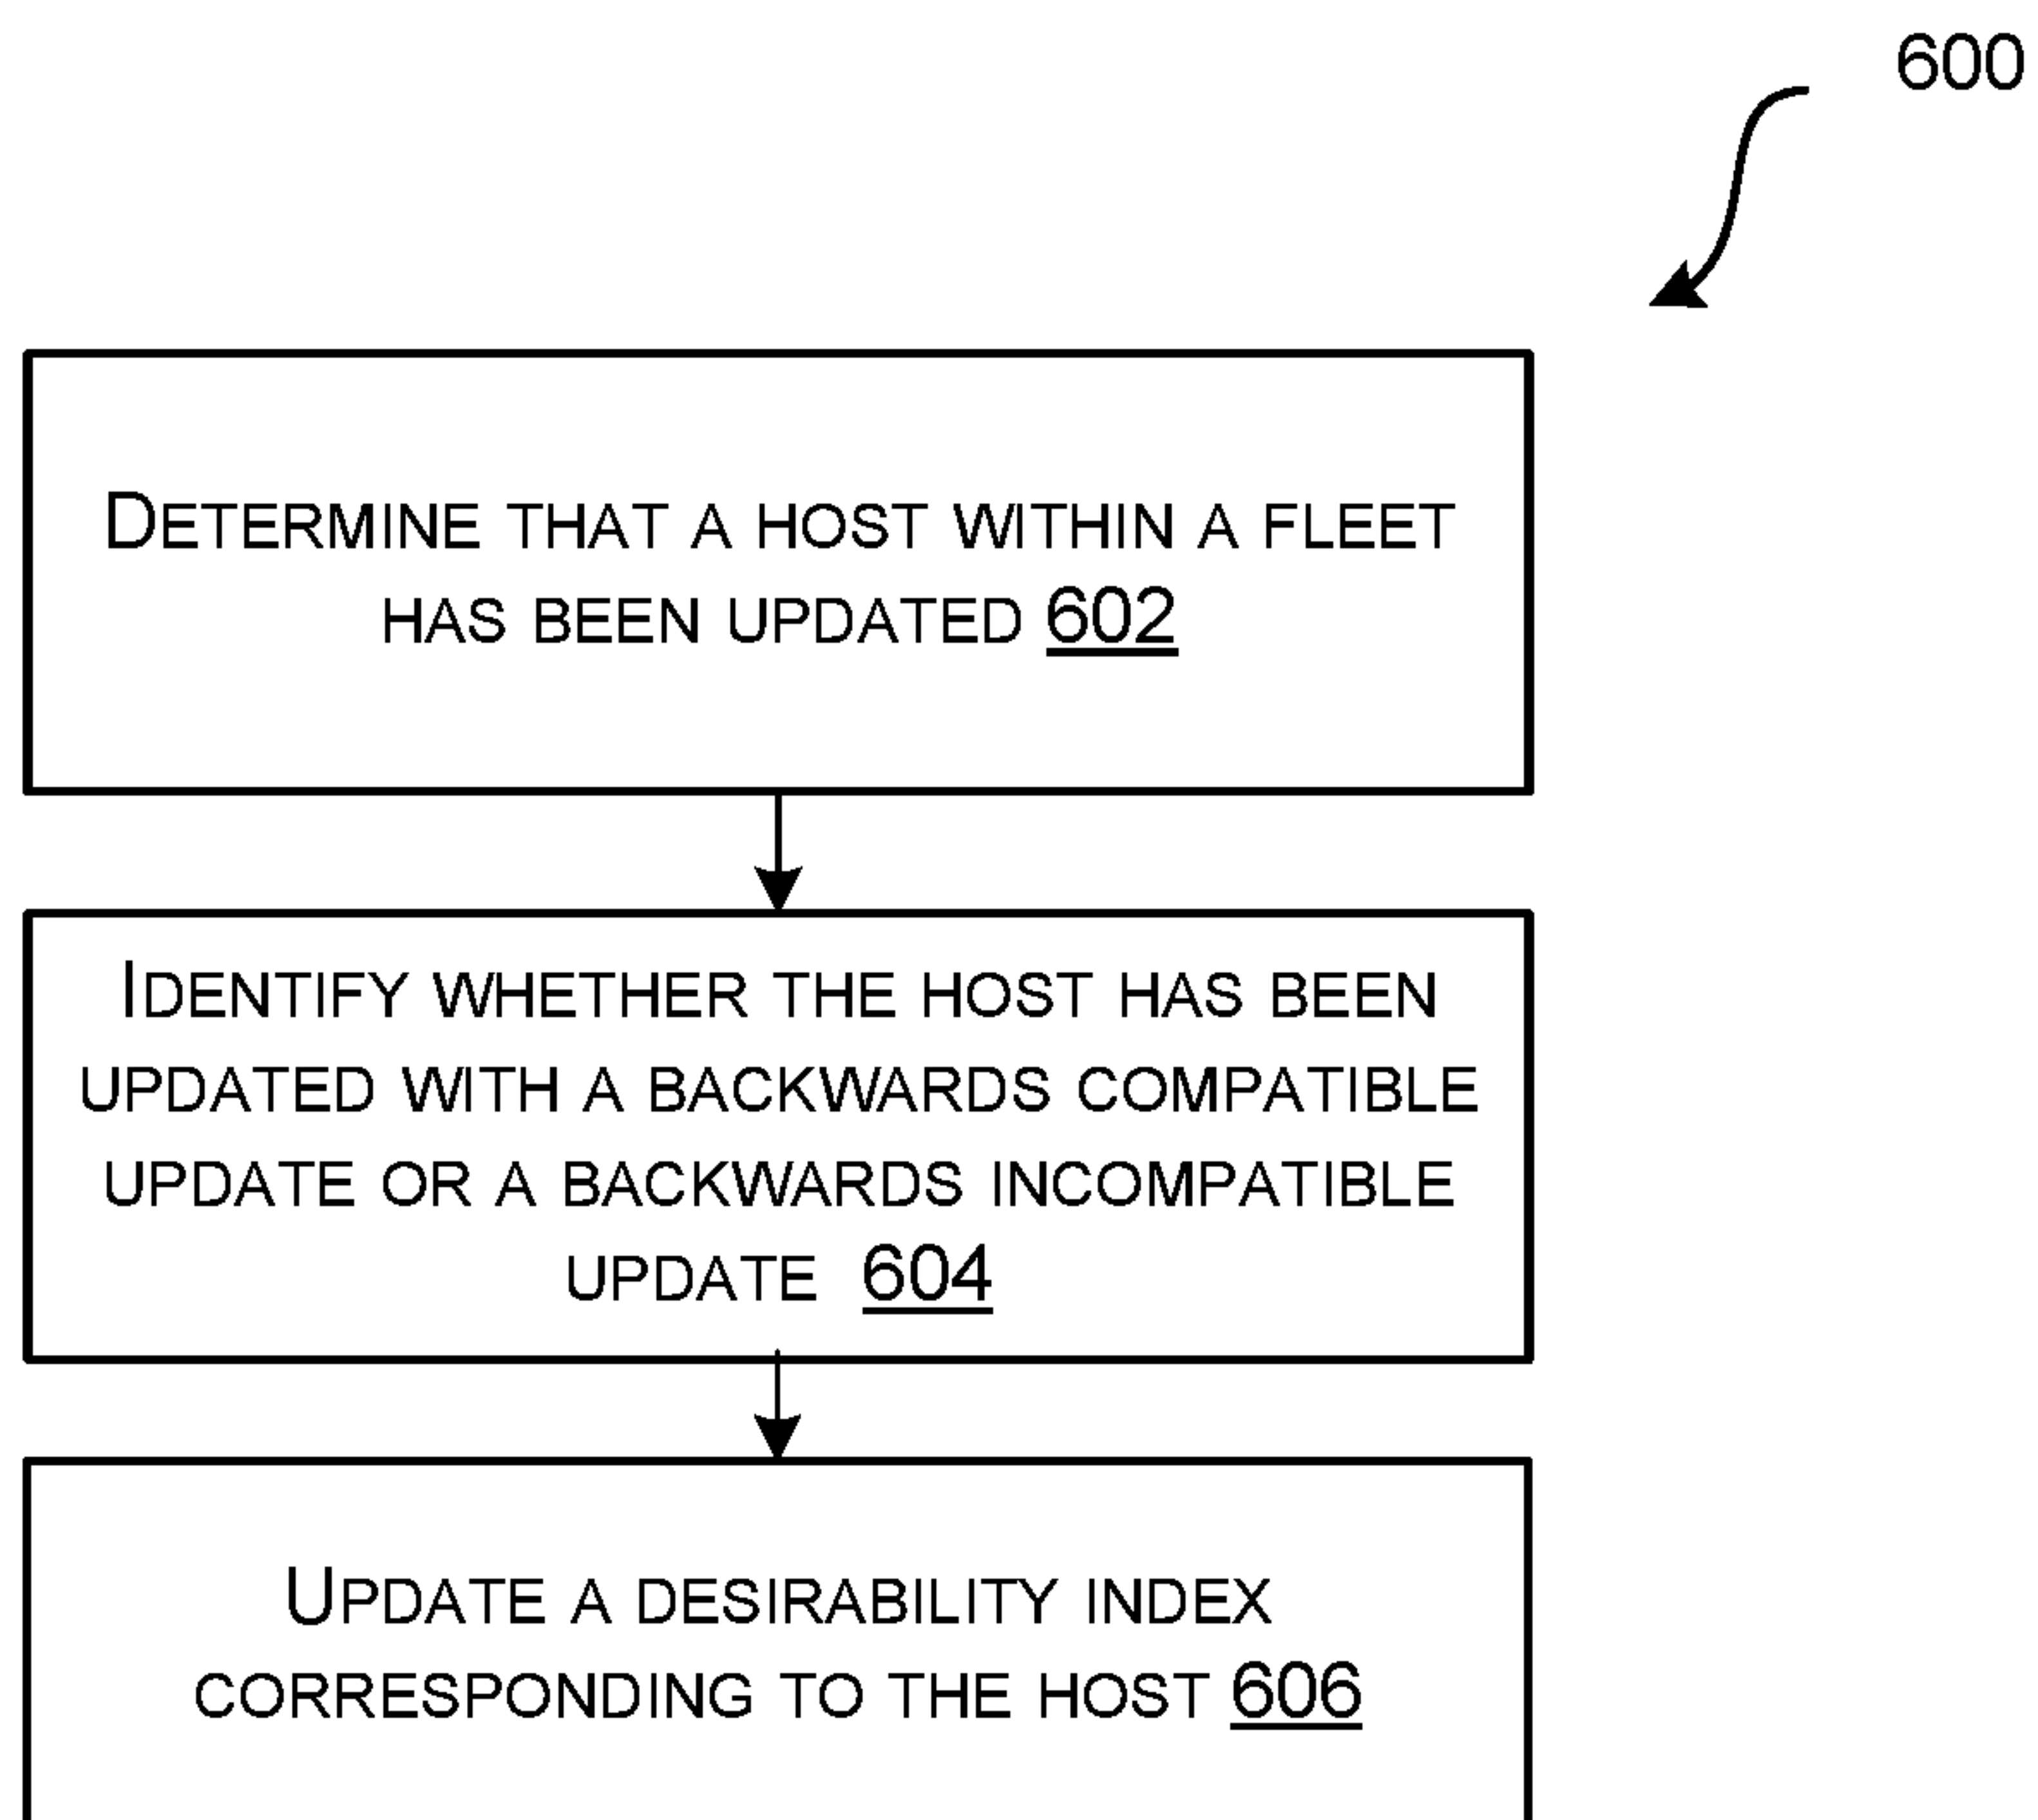 600
DETERMINE THAT A HOST WITHIN A FLEET
HAS BEEN UPDATED 602
IDENTIFY WHETHER THE HOST HAS BEEN
UPDATED WITH A BACKWARDS COMPATIBLE
UPDATE OR A BACKWARDS INCOMPATIBLE
UPDATE 604
UPDATE A DESIRABILITY INDEX
CORRESPONDING TO THE HOST 606